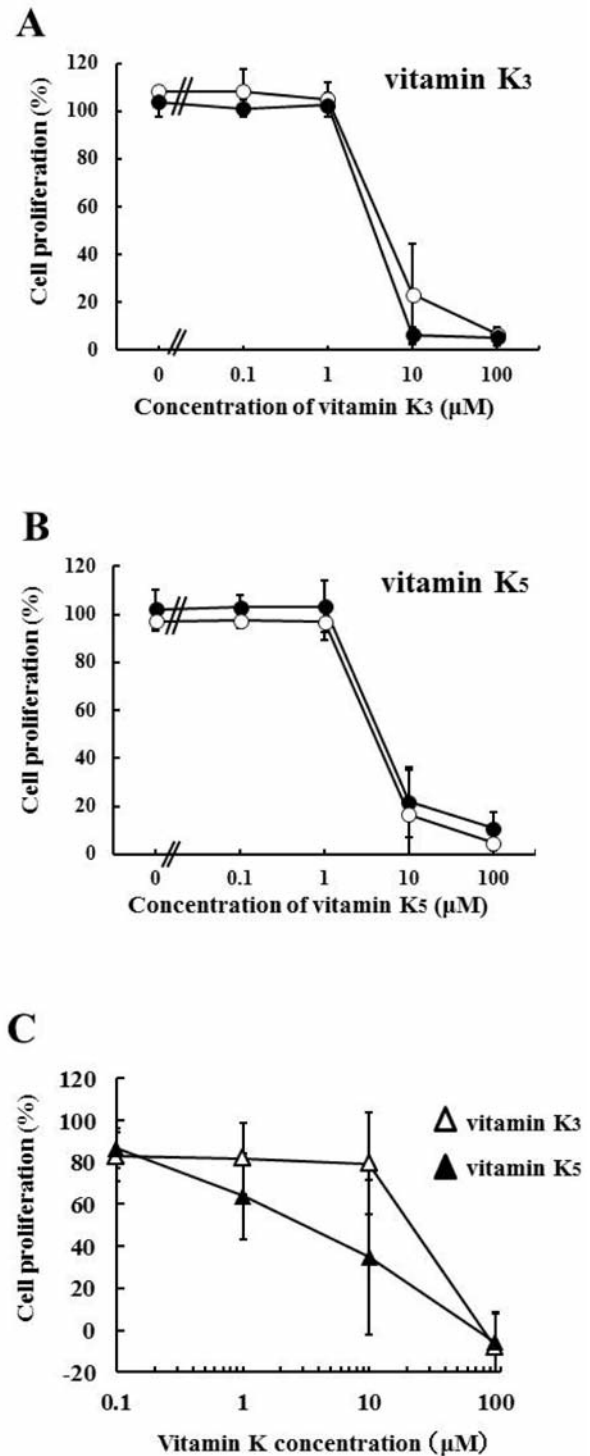 A
120
100
80
60
40
20
0
Cell proliferation (%)
vitamin K3
0 0.1 1 10 100
Concentration of vitamin K3 (μM)
B
120
100
80
60
40
20
0
Cell proliferation (%)
vitamin K5
0 0.1 1 10 100
Concentration of vitamin K5 (μM)
C
120
100
80
60
40
20
0
-20
Cell proliferation (%)
vitamin K3
vitamin K5
0.1 1 10 100
Vitamin K concentration (μM)